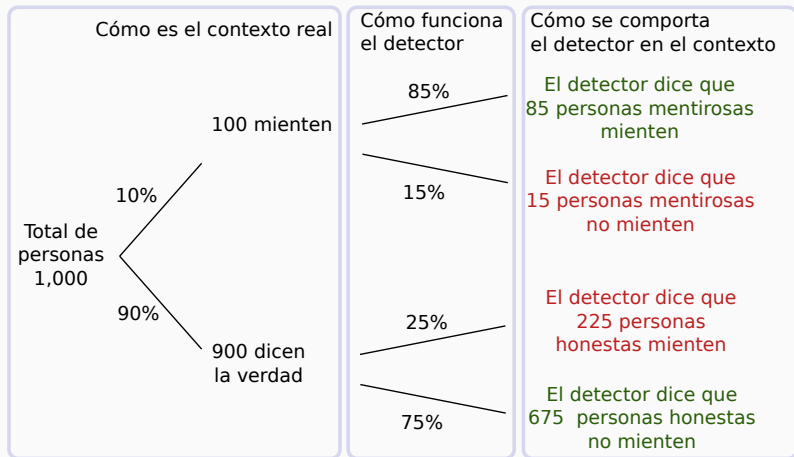 Cómo es el contexto real
Cómo funciona
el detector
Cómo se comporta
el detector en el contexto
Total de
personas
1,000
10%
90%
100 mienten
900 dicen
la verdad
85%
15%
25%
75%
El detector dice que
85 personas mentirosas
mienten
El detector dice que
15 personas mentirosas
no mienten
El detector dice que
225 personas
honestas mienten
El detector dice que
675 personas honestas
no mienten